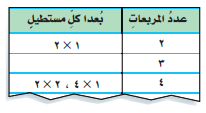 عددُ المربعاتِ	بُعدا كلِّ مستطيلٍ
٢	١ × ٢
٣
٤	١ × ٤ ، ٢ × ٢